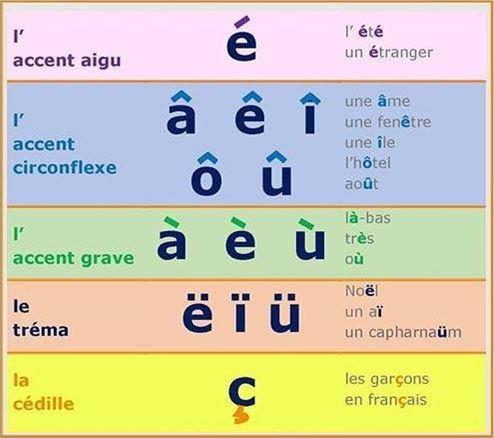 l'
accent aigu
é
l' été
un étranger
l'
accent
circonflexe
â ê î
ô û
une âme
une fenêtre
une île
l'hôtel
août
l'
accent grave
à è ù
là-bas
très
où
le
tréma
ë ï ü
Noël
un aï
un capharnaüm
la
cédille
ç
les garçons
en français